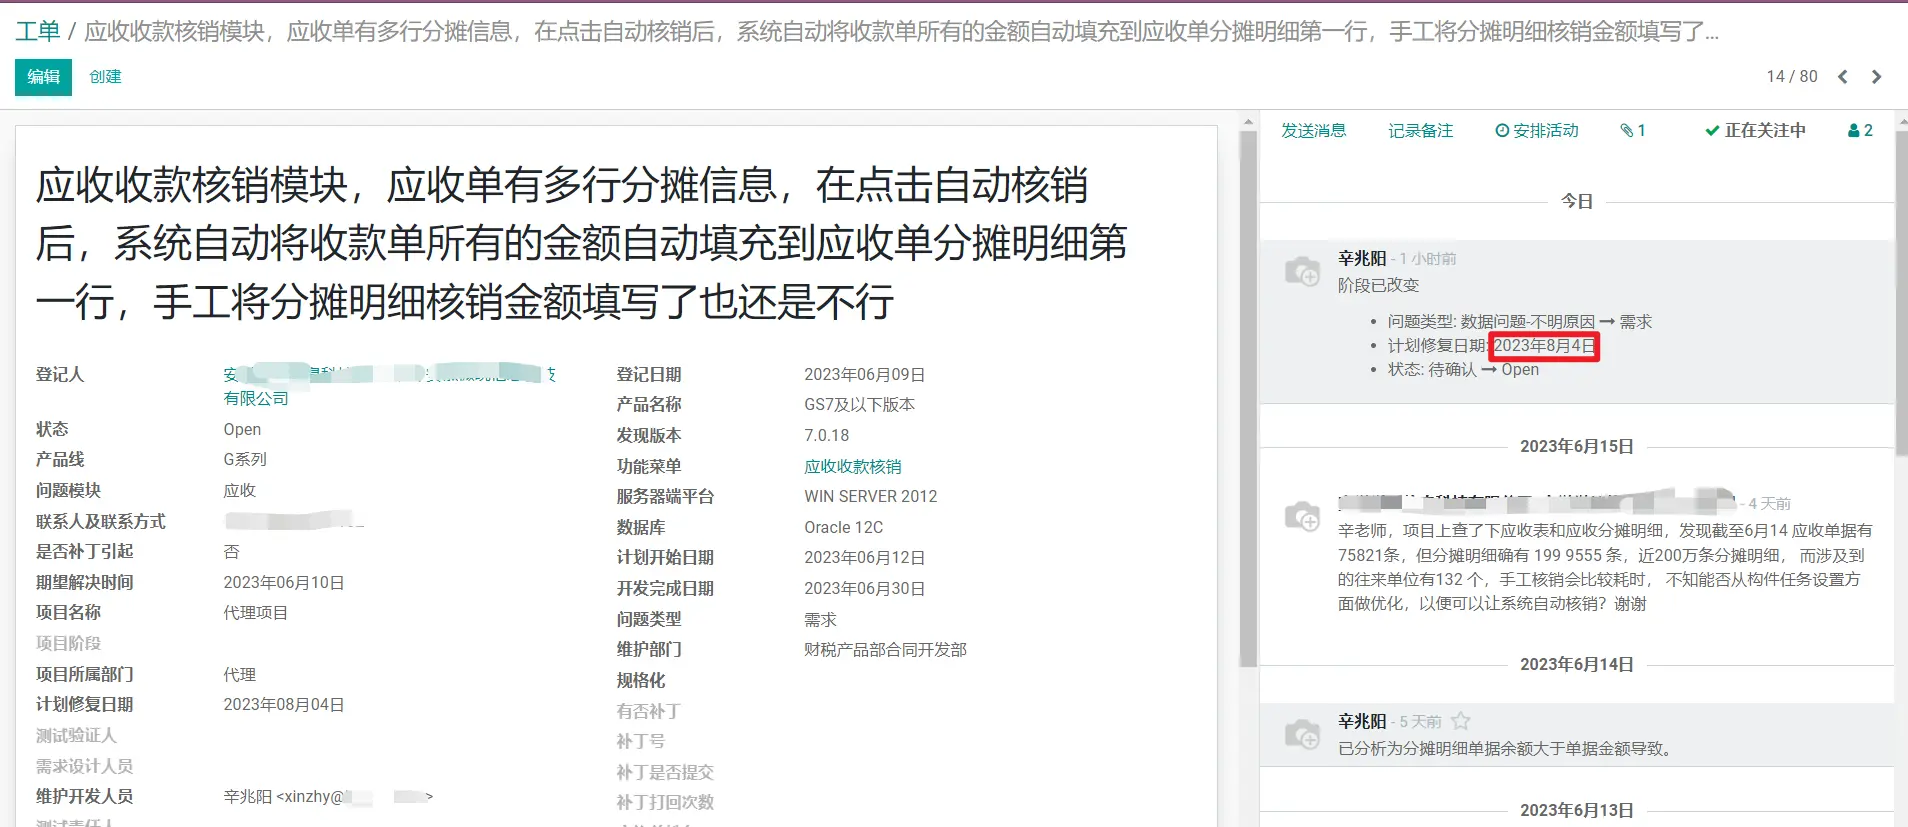 工单 / 应收收款核销模块，应收单有多行分摊信息，在点击自动核销后，系统自动将收款单所有的金额自动填充到应收单分摊明细第一行，手工将分摊明细核销金额填写了...
编辑 创建
14 / 80
应收收款核销模块，应收单有多行分摊信息，在点击自动核销
后，系统自动将收款单所有的金额自动填充到应收单分摊明细第
一行，手工将分摊明细核销金额填写了也还是不行
登记人 安
有限公司
状态 Open
产品线 G系列
问题模块 应收
联系人及联系方式
是否补丁引起 否
期望解决时间 2023年06月10日
项目名称 代理项目
项目阶段
项目所属部门 代理
计划修复日期 2023年08月04日
测试验证人
需求设计人员
维护开发人员 辛兆阳 <xinzhy@ >
测试责任人
登记日期 2023年06月09日
产品名称 GS7及以下版本
发现版本 7.0.18
功能菜单 应收收款核销
服务器端平台 WIN SERVER 2012
数据库 Oracle 12C
计划开始日期 2023年06月12日
开发完成日期 2023年06月30日
问题类型 需求
维护部门 财税产品部合同开发部
规格化
有否补丁
补丁号
补丁是否提交
补丁打回次数
发送消息 记录备注 安排活动 1 正在关注中 2
今日
辛兆阳 - 1 小时前
阶段已改变
• 问题类型: 数据问题-不明原因 → 需求
• 计划修复日期: 2023年8月4日
• 状态: 待确认 → Open
2023年6月15日
- 4 天前
辛老师，项目上查了下应收表和应收分摊明细，发现截至6月14 应收单据有
75821条，但分摊明细确有 199 9555 条，近200万条分摊明细， 而涉及到
的往来单位有132 个，手工核销会比较耗时， 不知能否从构件任务设置方
面做优化，以便可以让系统自动核销？谢谢
2023年6月14日
辛兆阳 - 5 天前
已分析为分摊明细单据余额大于单据金额导致。
2023年6月13日